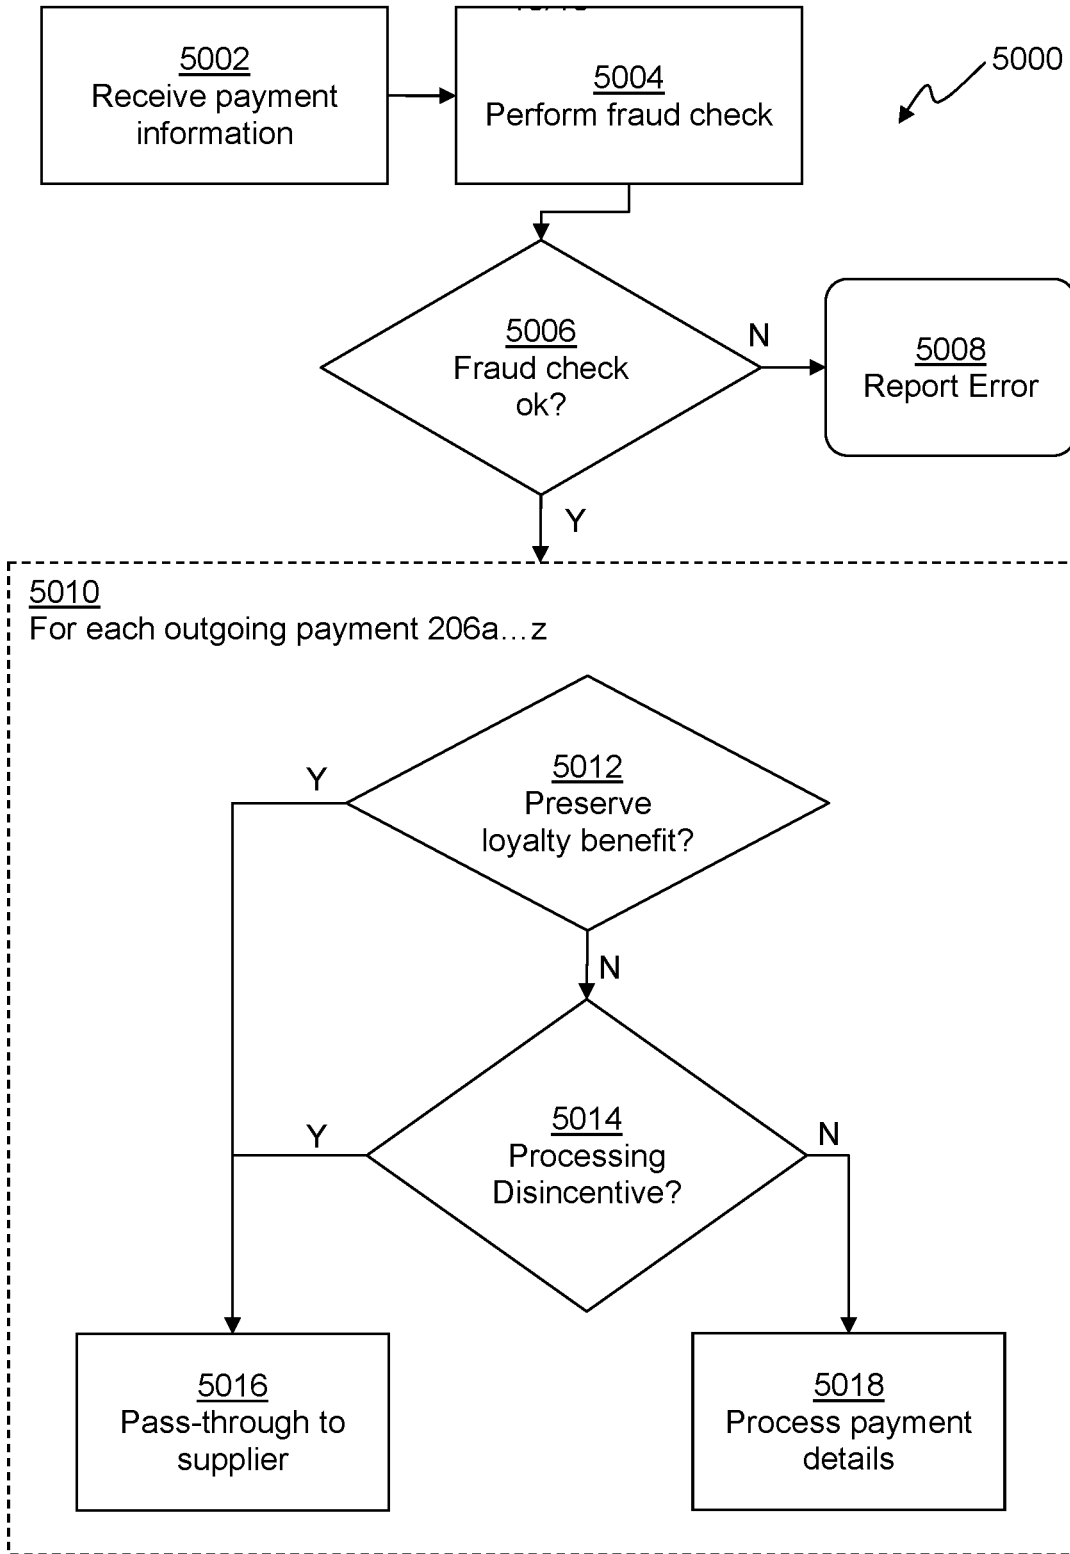 5002
Receive payment
information
5004
Perform fraud check
5000
5006
Fraud check
ok?
N
5008
Report Error
Y
5010
For each outgoing payment 206a...z
5012
Preserve
loyalty benefit?
Y
N
5014
Processing
Disincentive?
Y
N
5016
Pass-through to
supplier
5018
Process payment
details